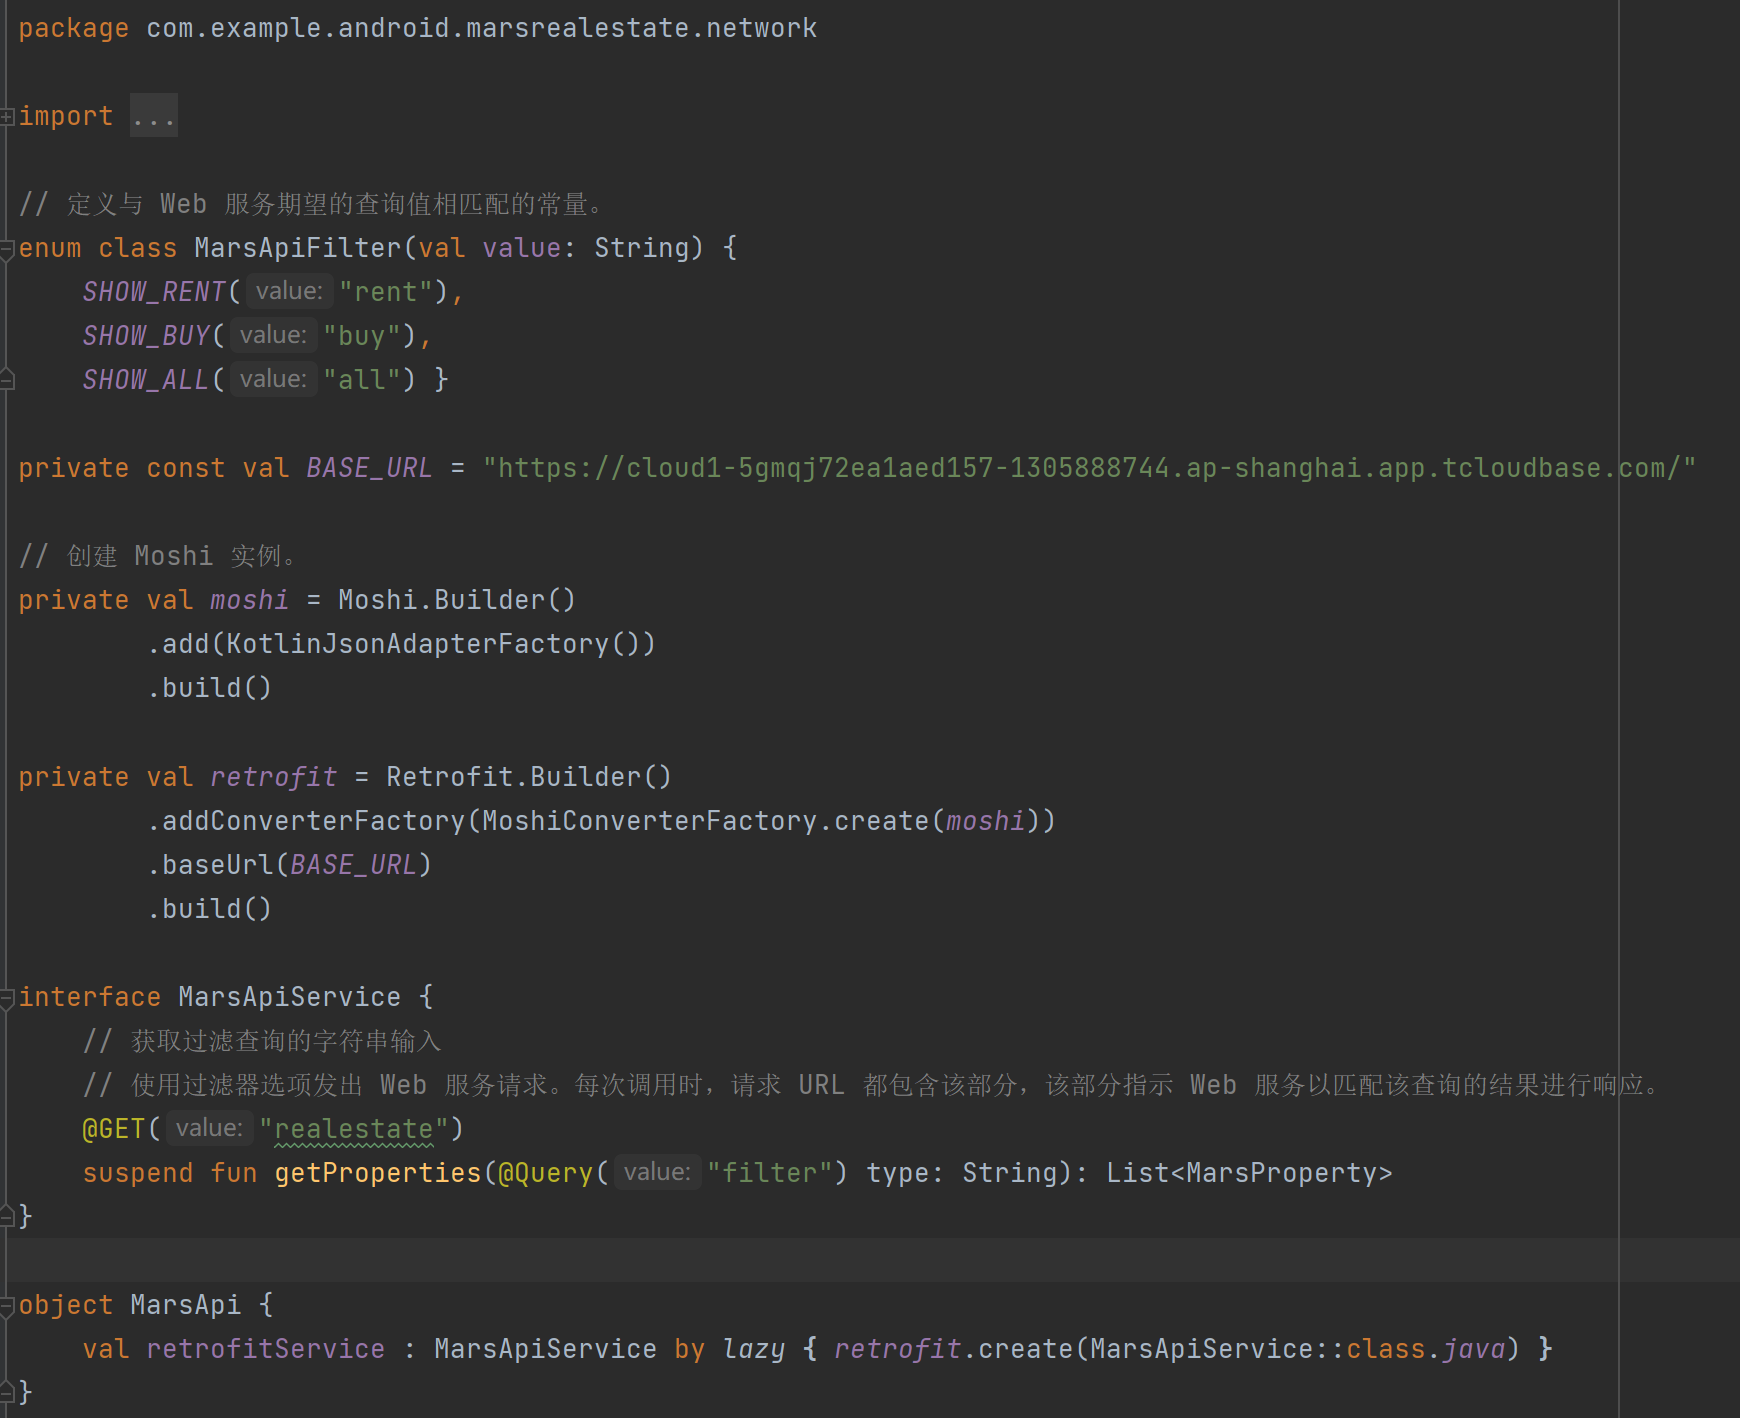 package com.example.android.marsrealestate.network
import ...
// 定义与 Web 服务期望的查询值相匹配的常量。
enum class MarsApiFilter(val value: String) {
SHOW_RENT( value: "rent"),
SHOW_BUY( value: "buy"),
SHOW_ALL( value: "all") }
private const val BASE_URL = "https://cloud1-5gmqj72ea1aed157-1305888744.ap-shanghai.app.tcloudbase.com/"
// 创建 Moshi 实例。
private val moshi = Moshi.Builder()
.add(KotlinJsonAdapterFactory())
.build()
private val retrofit = Retrofit.Builder()
.addConverterFactory(MoshiConverterFactory.create(moshi))
.baseUrl(BASE_URL)
.build()
interface MarsApiService {
// 获取过滤查询的字符串输入
// 使用过滤器选项发出 Web 服务请求。每次调用时，请求 URL 都包含该部分，该部分指示 Web 服务以匹配该查询的结果进行响应。
@GET( value: "realestate")
suspend fun getProperties(@Query( value: "filter") type: String): List<MarsProperty>
}
object MarsApi {
val retrofitService : MarsApiService by lazy { retrofit.create(MarsApiService::class.java) }
}